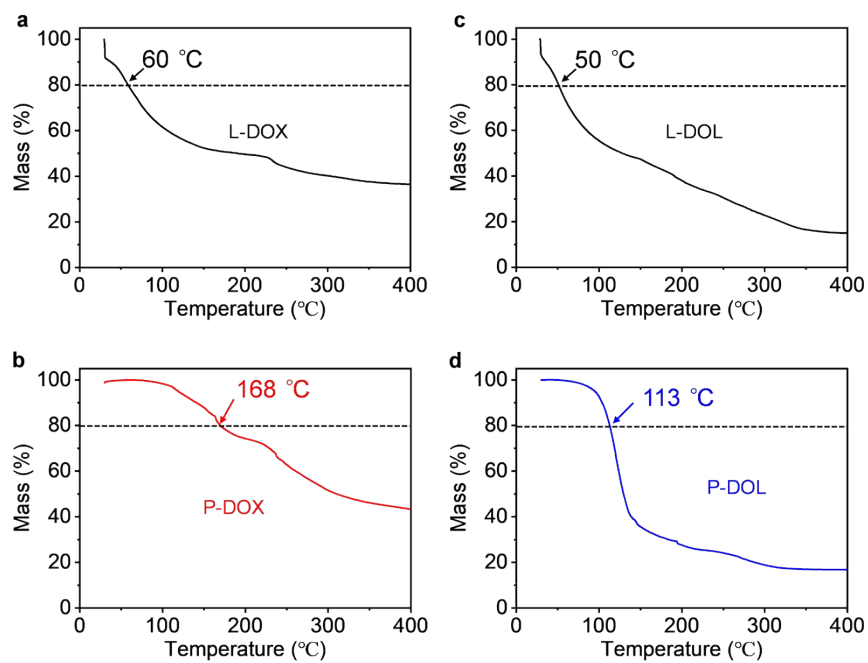 a
100
80
60
40
20
0
Mass (%)
60 °C
L-DOX
0 100 200 300 400
Temperature (℃)
c
100
80
60
40
20
0
Mass (%)
50 °C
L-DOL
0 100 200 300 400
Temperature (℃)
b
100
80
60
40
20
0
Mass (%)
168 °C
P-DOX
0 100 200 300 400
Temperature (℃)
d
100
80
60
40
20
0
Mass (%)
113 °C
P-DOL
0 100 200 300 400
Temperature (℃)